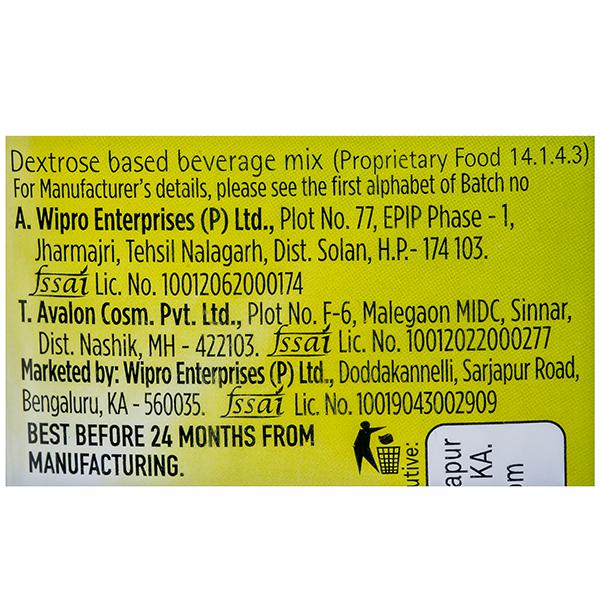 Dextrose based beverage mix (Proprietary Food 14.1.4.3)
For Manufacturer's details, please see the first alphabet of Batch no
A. Wipro Enterprises (P) Ltd., Plot No. 77, EPIP Phase - 1,
Jharmajri, Tehsil Nalagarh, Dist. Solan, H.P.- 174 103.
fssai Lic. No. 10012062000174
T. Avalon Cosm. Pvt. Ltd., Plot No. F-6, Malegaon MIDC, Sinnar,
Dist. Nashik, MH - 422103. fssai Lic. No. 10012022000277
Marketed by: Wipro Enterprises (P) Ltd., Doddakannelli, Sarjapur Road,
Bengaluru, KA - 560035. fssai Lic. No. 10019043002909
BEST BEFORE 24 MONTHS FROM
MANUFACTURING.
utive:
apur
KA.
om